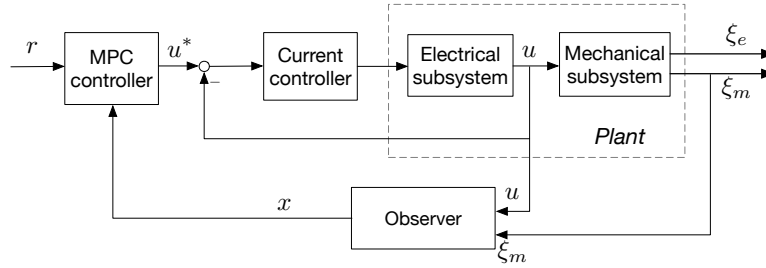 r
MPC
controller
u*
−
Current
controller
Electrical
subsystem
u
Mechanical
subsystem
ξe
ξm
Plant
u
x
Observer
ξm